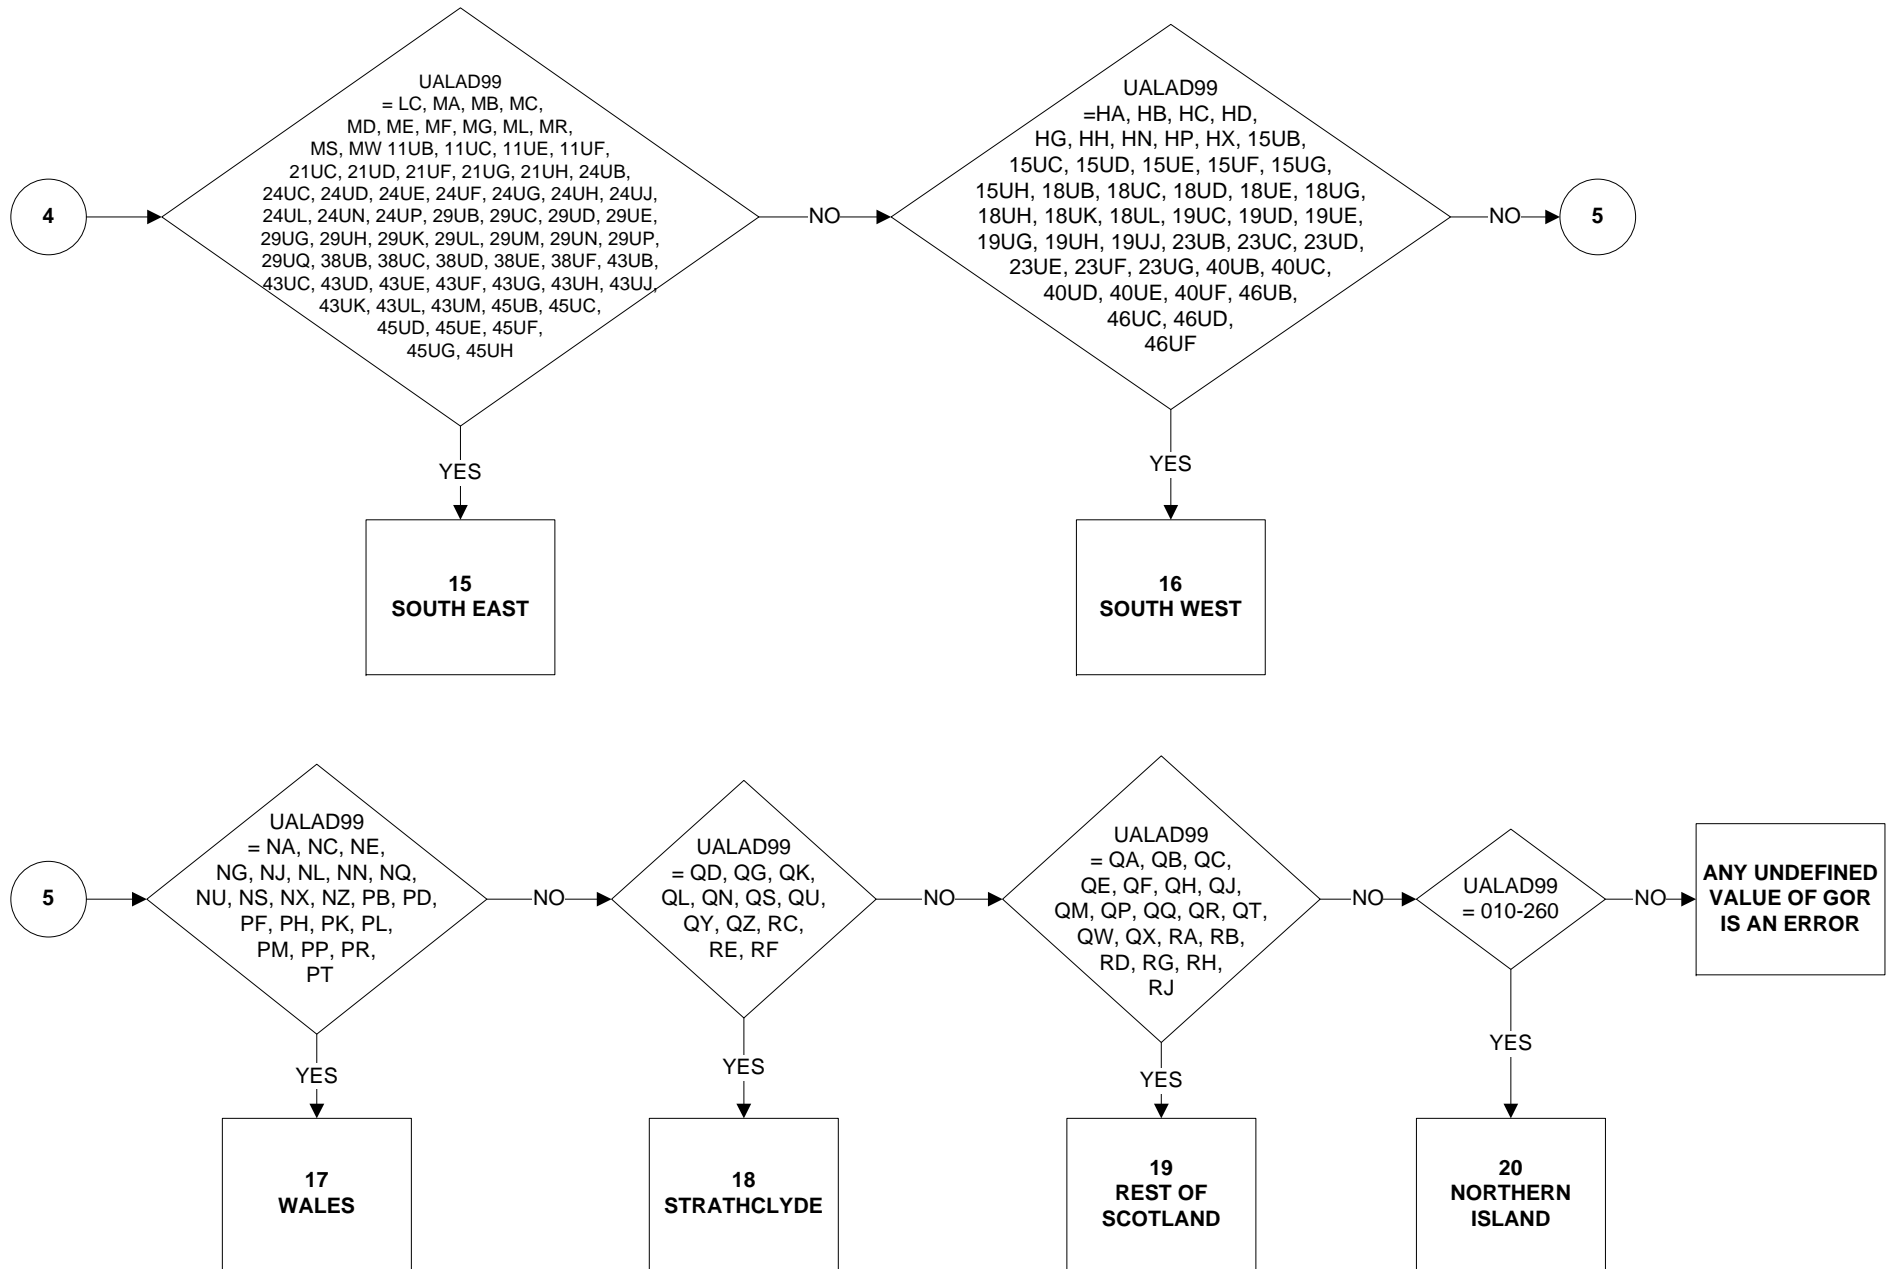 4
UALAD99
= LC, MA, MB, MC,
MD, ME, MF, MG, ML, MR,
MS, MW 11UB, 11UC, 11UE, 11UF,
21UC, 21UD, 21UF, 21UG, 21UH, 24UB,
24UC, 24UD, 24UE, 24UF, 24UG, 24UH, 24UJ,
24UL, 24UN, 24UP, 29UB, 29UC, 29UD, 29UE,
29UG, 29UH, 29UK, 29UL, 29UM, 29UN, 29UP,
29UQ, 38UB, 38UC, 38UD, 38UE, 38UF, 43UB,
43UC, 43UD, 43UE, 43UF, 43UG, 43UH, 43UJ,
43UK, 43UL, 43UM, 45UB, 45UC,
45UD, 45UE, 45UF,
45UG, 45UH
NO
UALAD99
=HA, HB, HC, HD,
HG, HH, HN, HP, HX, 15UB,
15UC, 15UD, 15UE, 15UF, 15UG,
15UH, 18UB, 18UC, 18UD, 18UE, 18UG,
18UH, 18UK, 18UL, 19UC, 19UD, 19UE,
19UG, 19UH, 19UJ, 23UB, 23UC, 23UD,
23UE, 23UF, 23UG, 40UB, 40UC,
40UD, 40UE, 40UF, 46UB,
46UC, 46UD,
46UF
NO
5
YES
YES
15
SOUTH EAST
16
SOUTH WEST
5
UALAD99
= NA, NC, NE,
NG, NJ, NL, NN, NQ,
NU, NS, NX, NZ, PB, PD,
PF, PH, PK, PL,
PM, PP, PR,
PT
NO
UALAD99
= QD, QG, QK,
QL, QN, QS, QU,
QY, QZ, RC,
RE, RF
NO
UALAD99
= QA, QB, QC,
QE, QF, QH, QJ,
QM, QP, QQ, QR, QT,
QW, QX, RA, RB,
RD, RG, RH,
RJ
NO
UALAD99
= 010-260
NO
ANY UNDEFINED
VALUE OF GOR
IS AN ERROR
YES
YES
YES
YES
17
WALES
18
STRATHCLYDE
19
REST OF
SCOTLAND
20
NORTHERN
ISLAND